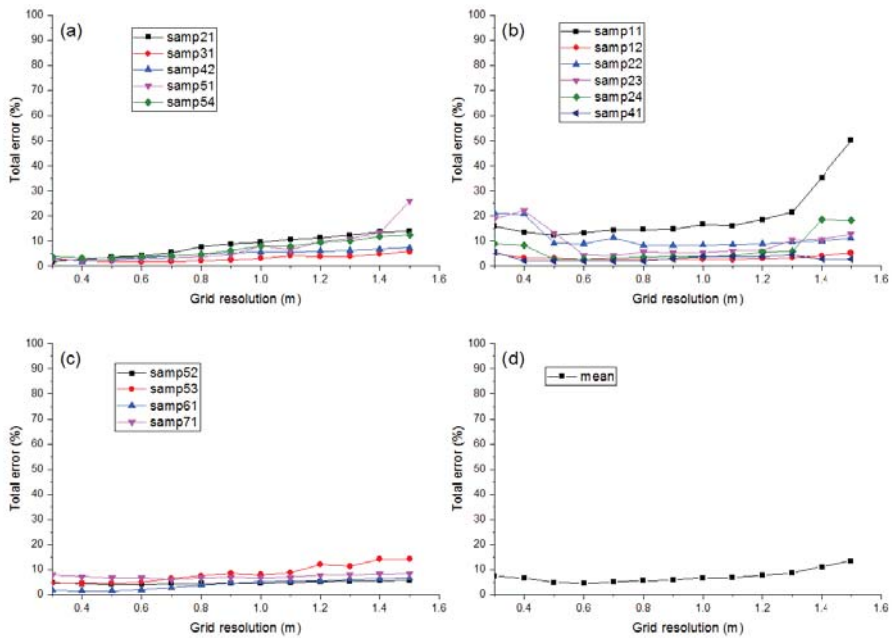 (a)
samp21
samp31
samp42
samp51
samp54
Total error (%)
100
90
80
70
60
50
40
30
20
10
0
0.4 0.6 0.8 1.0 1.2 1.4 1.6
Grid resolution (m)
(b)
samp11
samp12
samp22
samp23
samp24
samp41
Total error (%)
100
90
80
70
60
50
40
30
20
10
0
0.4 0.6 0.8 1.0 1.2 1.4 1.6
Grid resolution (m)
(c)
samp52
samp53
samp61
samp71
Total error (%)
100
90
80
70
60
50
40
30
20
10
0
0.4 0.6 0.8 1.0 1.2 1.4 1.6
Grid resolution (m)
(d)
mean
Total error (%)
100
90
80
70
60
50
40
30
20
10
0
0.4 0.6 0.8 1.0 1.2 1.4 1.6
Grid resolution (m)